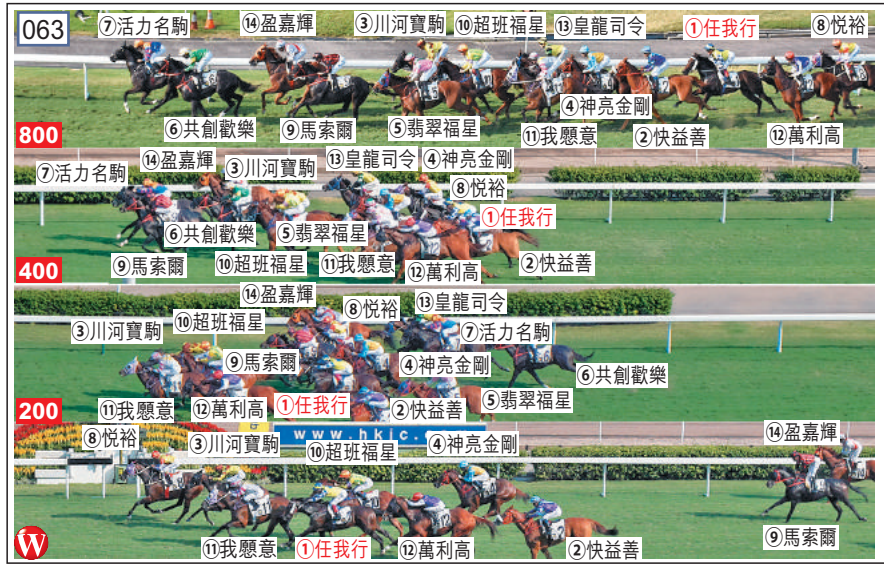 063
⑦活力名駒 ⑭盈嘉輝 ③川河寶駒 ⑩超班福星 ⑬皇龍司令 ①任我行 ⑧悦裕
⑥共創歡樂 ⑨馬索爾 ⑤翡翠福星 ⑪我愿意 ④神亮金剛 ②快益善 ⑫萬利高
800
⑦活力名駒 ⑭盈嘉輝 ③川河寶駒 ⑬皇龍司令 ④神亮金剛 ⑧悦裕
⑥共創歡樂 ⑤翡翠福星 ①任我行
⑨馬索爾 ⑩超班福星 ⑪我愿意 ⑫萬利高 ②快益善
400
③川河寶駒 ⑩超班福星 ⑭盈嘉輝 ⑧悦裕 ⑬皇龍司令 ⑦活力名駒
⑨馬索爾 ④神亮金剛 ⑥共創歡樂
⑪我愿意 ⑫萬利高 ①任我行 ②快益善 ⑤翡翠福星
200
www.hkjc.
⑧悦裕 ③川河寶駒 ⑩超班福星 ④神亮金剛 ⑭盈嘉輝
⑪我愿意 ①任我行 ⑫萬利高 ②快益善 ⑨馬索爾
W